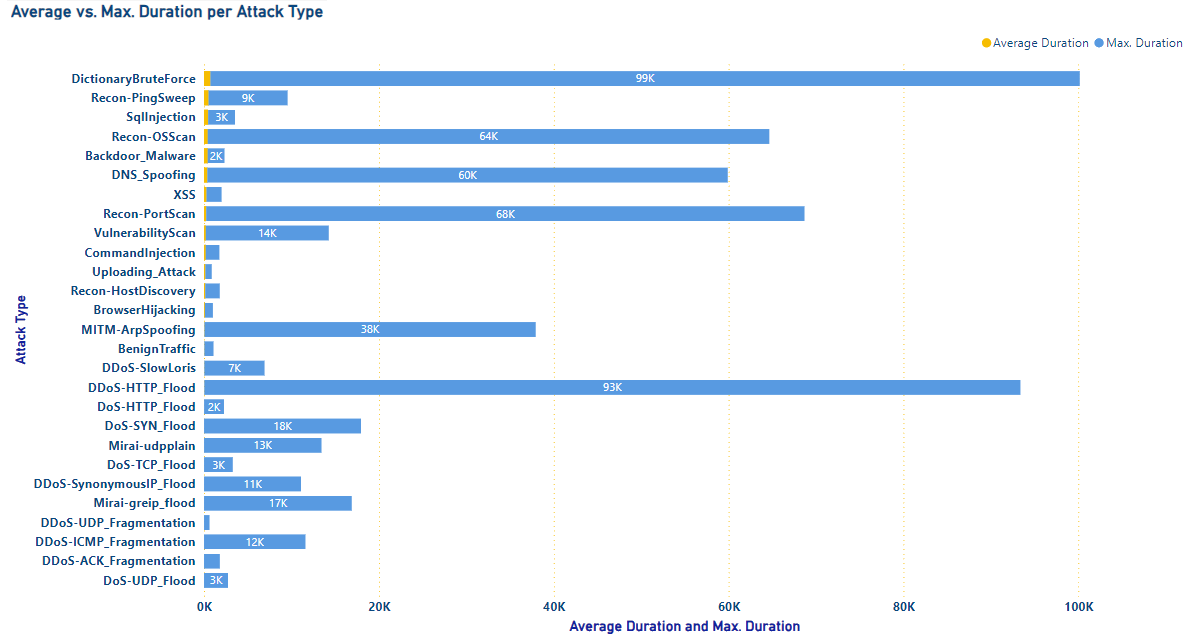 Average vs. Max. Duration per Attack Type
Average Duration Max. Duration
DictionaryBruteForce 99K
Recon-PingSweep 9K
SqlInjection 3K
Recon-OSScan 64K
Backdoor_Malware 2K
DNS_Spoofing 60K
XSS
Recon-PortScan 68K
VulnerabilityScan 14K
CommandInjection
Uploading_Attack
Recon-HostDiscovery
BrowserHijacking
MITM-ArpSpoofing 38K
BenignTraffic
DDoS-SlowLoris 7K
DDoS-HTTP_Flood 93K
DoS-HTTP_Flood 2K
DoS-SYN_Flood 18K
Mirai-udpplain 13K
DoS-TCP_Flood 3K
DDoS-SynonymousIP_Flood 11K
Mirai-greip_flood 17K
DDoS-UDP_Fragmentation
DDoS-ICMP_Fragmentation 12K
DDoS-ACK_Fragmentation
DoS-UDP_Flood 3K
Attack Type
0K 20K 40K 60K 80K 100K
Average Duration and Max. Duration